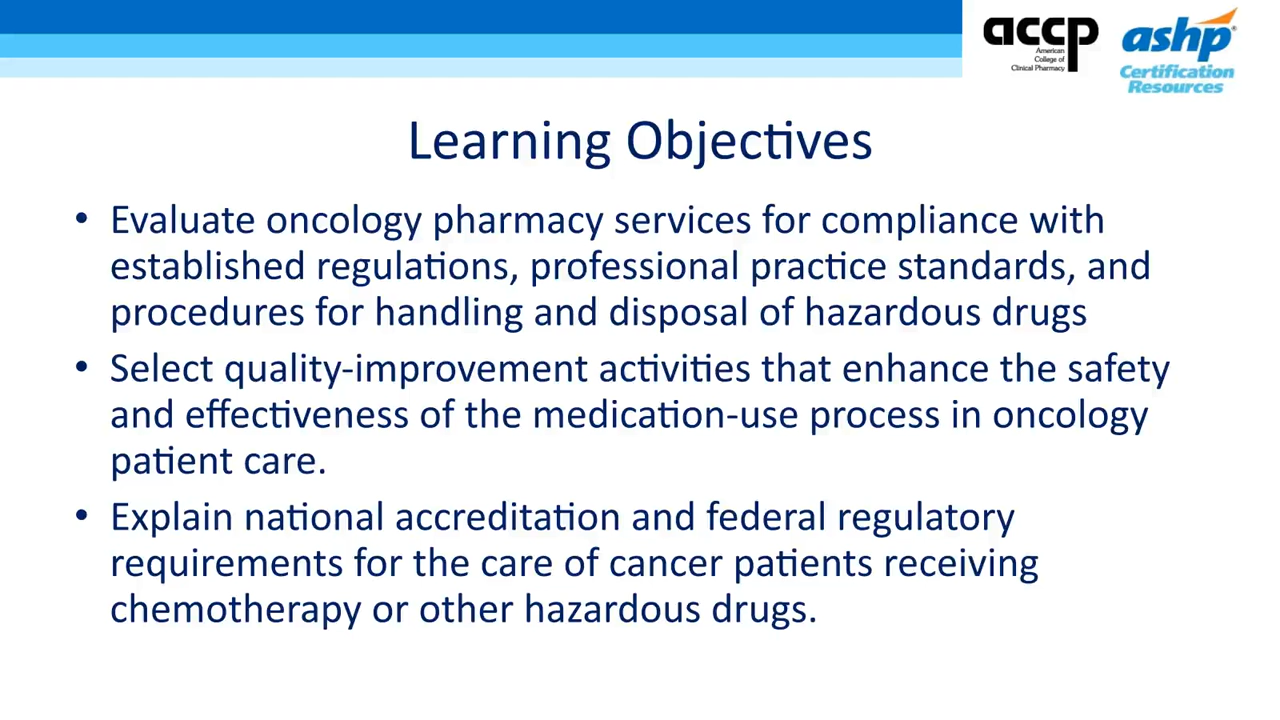 accp
American
College of
Clinical Pharmacy
ashp®
Certification
Resources
Learning Objectives
• Evaluate oncology pharmacy services for compliance with
established regulations, professional practice standards, and
procedures for handling and disposal of hazardous drugs
• Select quality-improvement activities that enhance the safety
and effectiveness of the medication-use process in oncology
patient care.
• Explain national accreditation and federal regulatory
requirements for the care of cancer patients receiving
chemotherapy or other hazardous drugs.